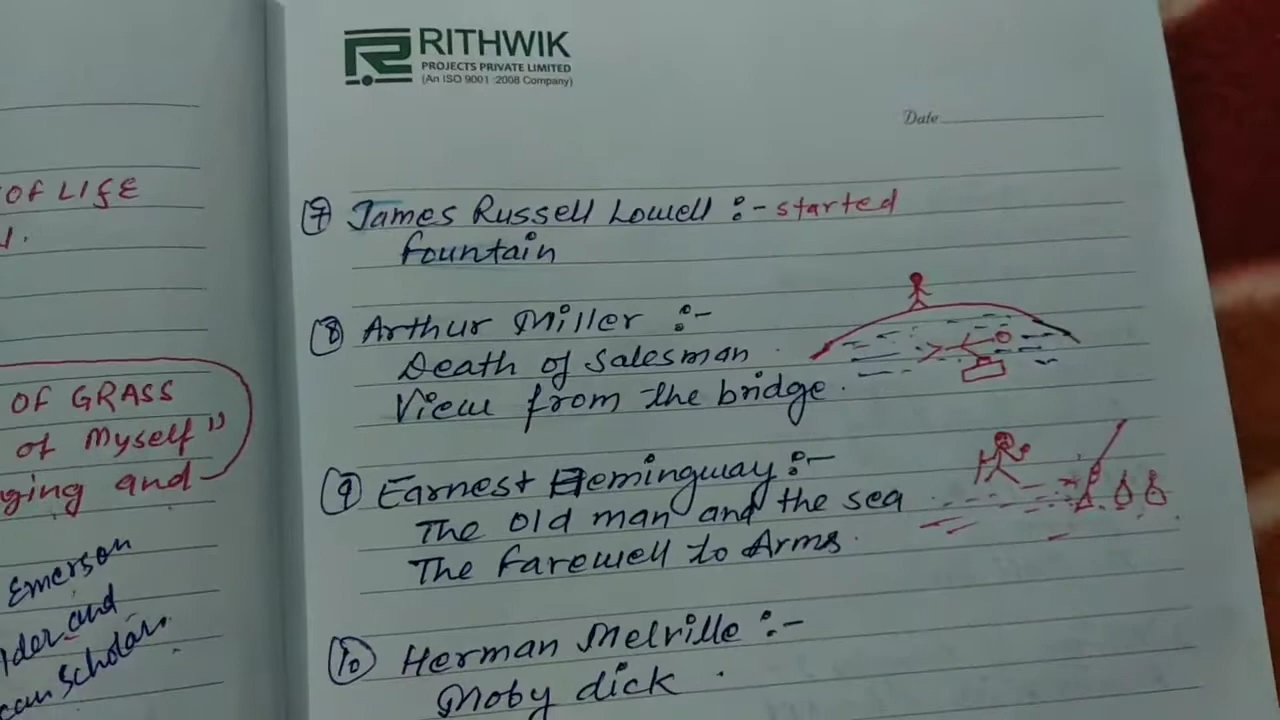 OF LIFE
OF GRASS
of Myself"
ging and
Emerson
lder and
can Scholar.
RITHWIK
PROJECTS PRIVATE LIMITED
(An ISO 9001 :2008 Company)
Date
7 James Russell Lowell :- started
fountain
8 Arthur Miller :-
Death of Salesman
View from the bridge.
9 Earnest Hemingway :-
The old man and the sea
The farewell to Arms.
10 Herman Melville :-
Moby dick.